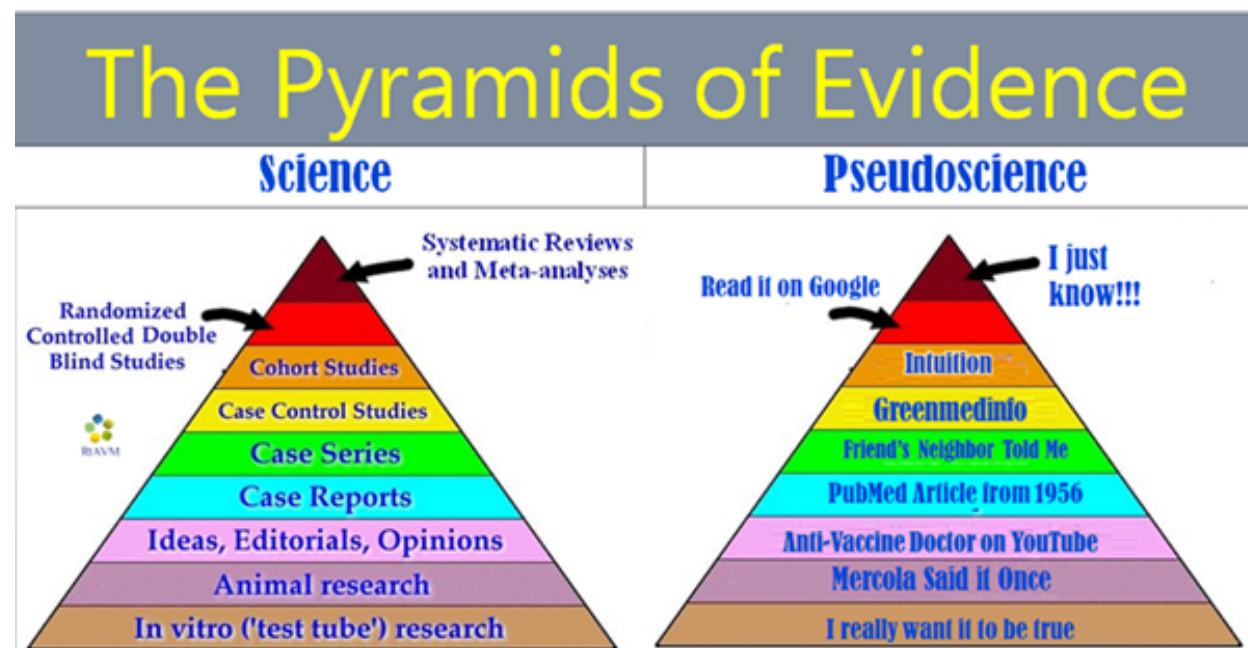 The Pyramids of Evidence
Science
Systematic Reviews
and Meta-analyses
Randomized
Controlled Double
Blind Studies
Cohort Studies
Case Control Studies
Case Series
Case Reports
Ideas, Editorials, Opinions
Animal research
In vitro ('test tube') research
RtAVM
Pseudoscience
I just
know!!!
Read it on Google
Intuition
Greenmedinfo
Friend's Neighbor Told Me
PubMed Article from 1956
Anti-Vaccine Doctor on YouTube
Mercola Said it Once
I really want it to be true